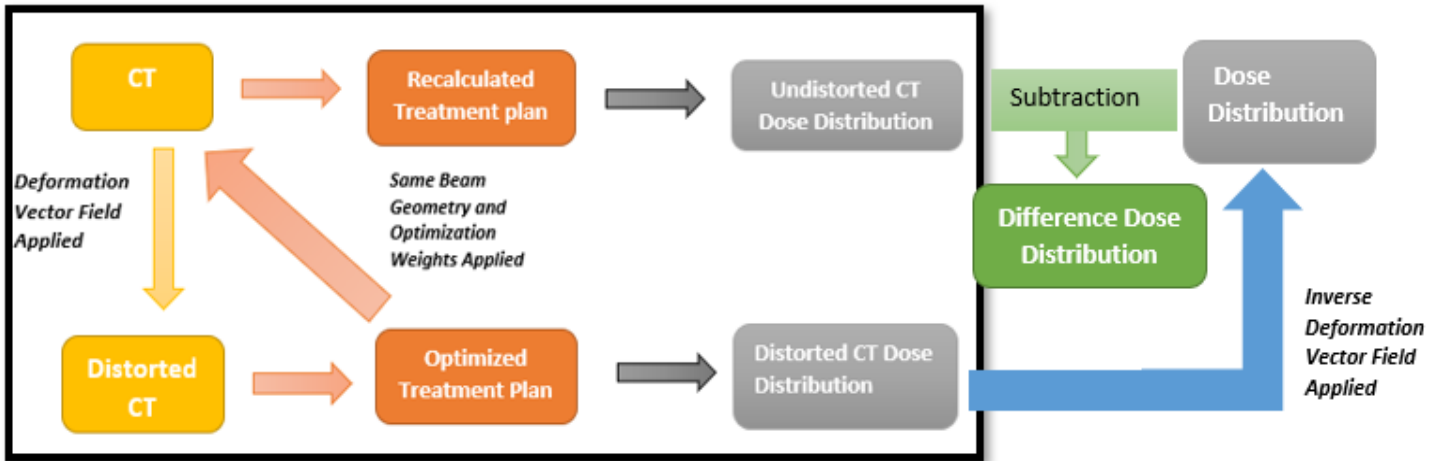 CT
Recalculated
Treatment plan
Undistorted CT
Dose Distribution
Subtraction
Dose
Distribution
Deformation
Vector Field
Applied
Same Beam
Geometry and
Optimization
Weights Applied
Difference Dose
Distribution
Distorted
CT
Optimized
Treatment Plan
Distorted CT Dose
Distribution
Inverse
Deformation
Vector Field
Applied